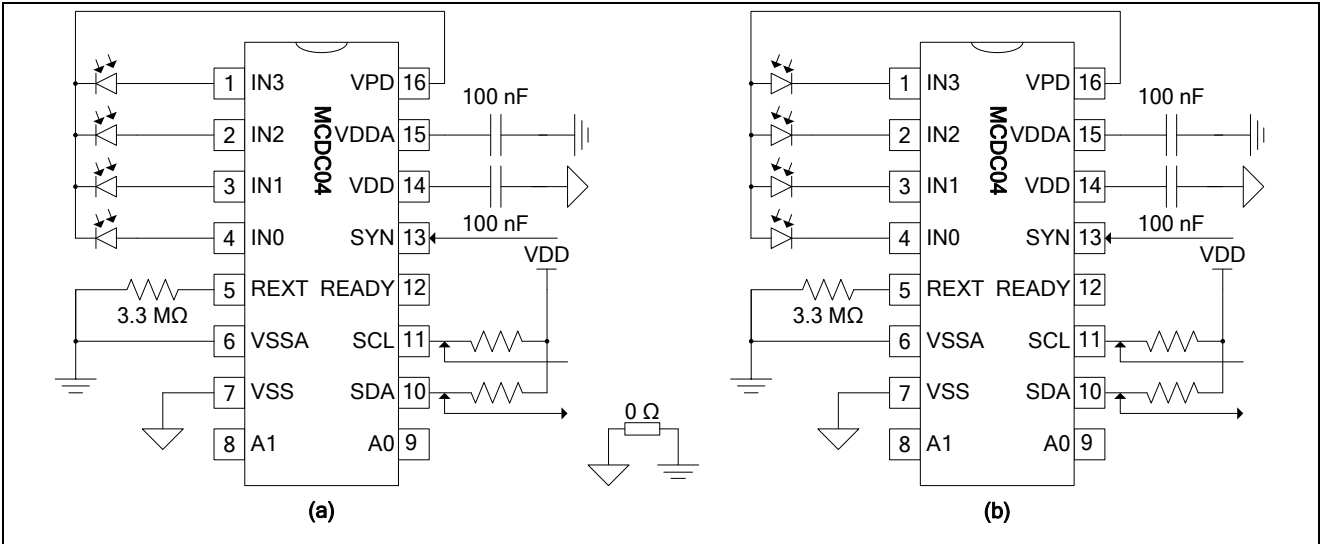 1 IN3 VPD 16
100 nF
2 IN2 VDDA 15
MCDC04
3 IN1 VDD 14
100 nF
4 IN0 SYN 13
VDD
5 REXT READY 12
3.3 MΩ
6 VSSA SCL 11
7 VSS SDA 10
8 A1 A0 9
(a)
0 Ω
1 IN3 VPD 16
100 nF
2 IN2 VDDA 15
MCDC04
3 IN1 VDD 14
100 nF
4 IN0 SYN 13
VDD
5 REXT READY 12
3.3 MΩ
6 VSSA SCL 11
7 VSS SDA 10
8 A1 A0 9
(b)